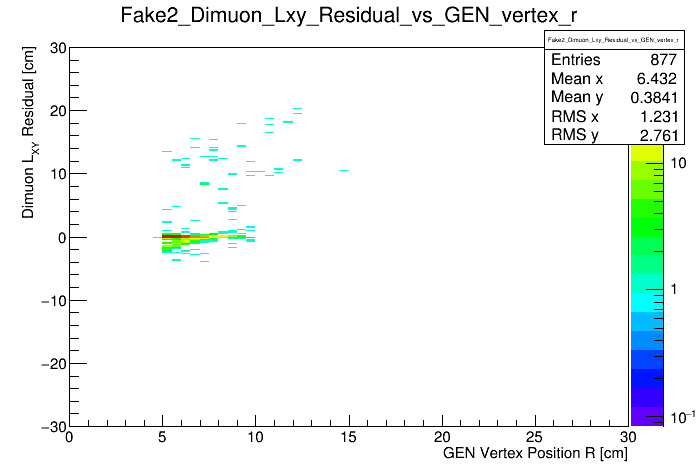 Fake2_Dimuon_Lxy_Residual_vs_GEN_vertex_r
Fake2_Dimuon_Lxy_Residual_vs_GEN_vertex_r
Entries 877
Mean x 6.432
Mean y 0.3841
RMS x 1.231
RMS y 2.761
Dimuon LXY Residual [cm]
30
20
10
0
−10
−20
−30
0 5 10 15 20 25 30
GEN Vertex Position R [cm]
10
1
10−1